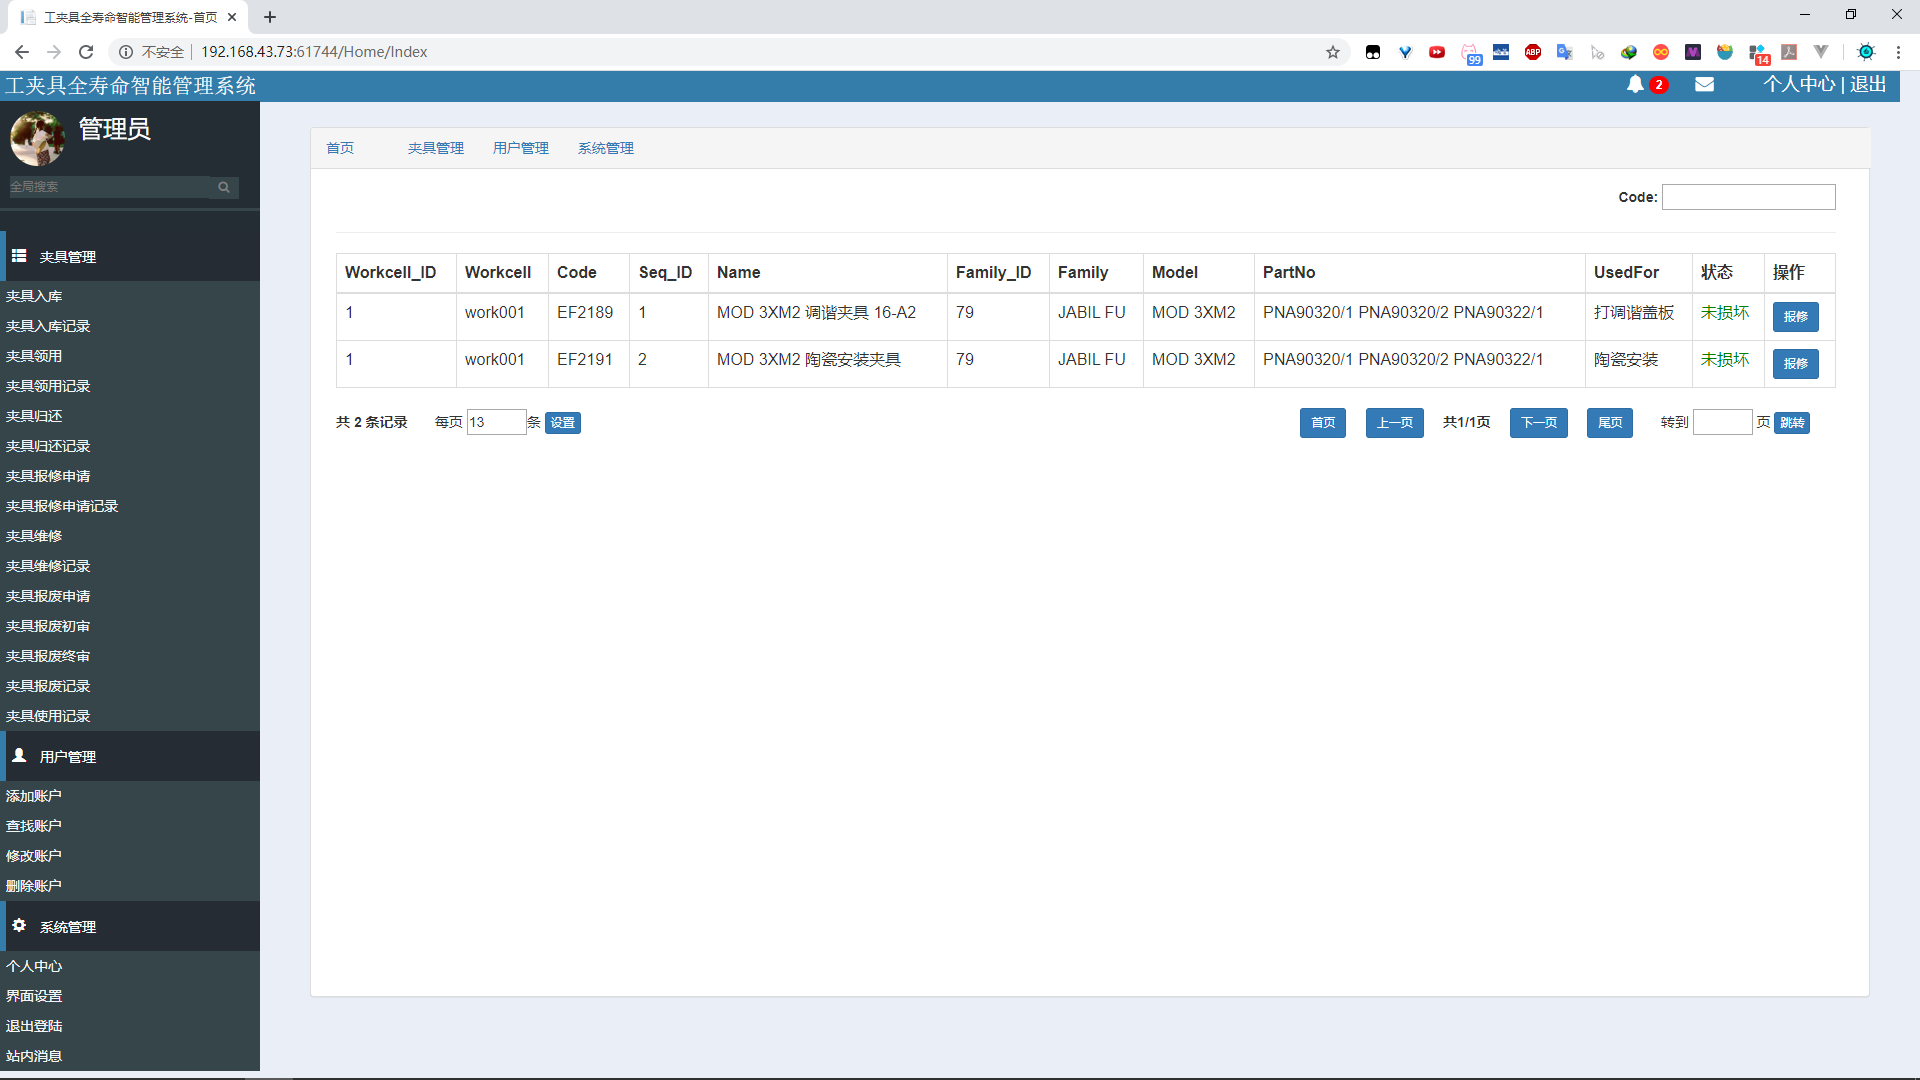 工夹具全寿命智能管理系统-首页
不安全 192.168.43.73:61744/Home/Index
99
ABP
14
工夹具全寿命智能管理系统
2
个人中心 | 退出
管理员
全局搜索
夹具管理
夹具入库
夹具入库记录
夹具领用
夹具领用记录
夹具归还
夹具归还记录
夹具报修申请
夹具报修申请记录
夹具维修
夹具维修记录
夹具报废申请
夹具报废初审
夹具报废终审
夹具报废记录
夹具使用记录
用户管理
添加账户
查找账户
修改账户
删除账户
系统管理
个人中心
界面设置
退出登陆
站内消息
首页 夹具管理 用户管理 系统管理
Code:
Workcell_ID Workcell Code Seq_ID Name Family_ID Family Model PartNo UsedFor 状态 操作
1 work001 EF2189 1 MOD 3XM2 调谐夹具 16-A2 79 JABIL FU MOD 3XM2 PNA90320/1 PNA90320/2 PNA90322/1 打调谐盖板 未损坏 报修
1 work001 EF2191 2 MOD 3XM2 陶瓷安装夹具 79 JABIL FU MOD 3XM2 PNA90320/1 PNA90320/2 PNA90322/1 陶瓷安装 未损坏 报修
共 2 条记录 每页 13 条 设置 首页 上一页 共1/1页 下一页 尾页 转到 页 跳转